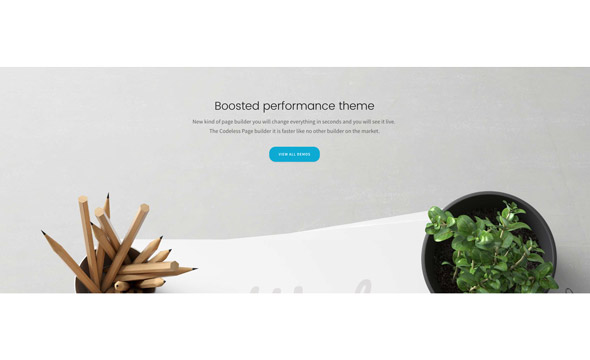 Boosted performance theme
New kind of page builder you will change everything in seconds and you will see it live.
The Codeless Page builder it is faster like no other builder on the market.
VIEW ALL DEMOS